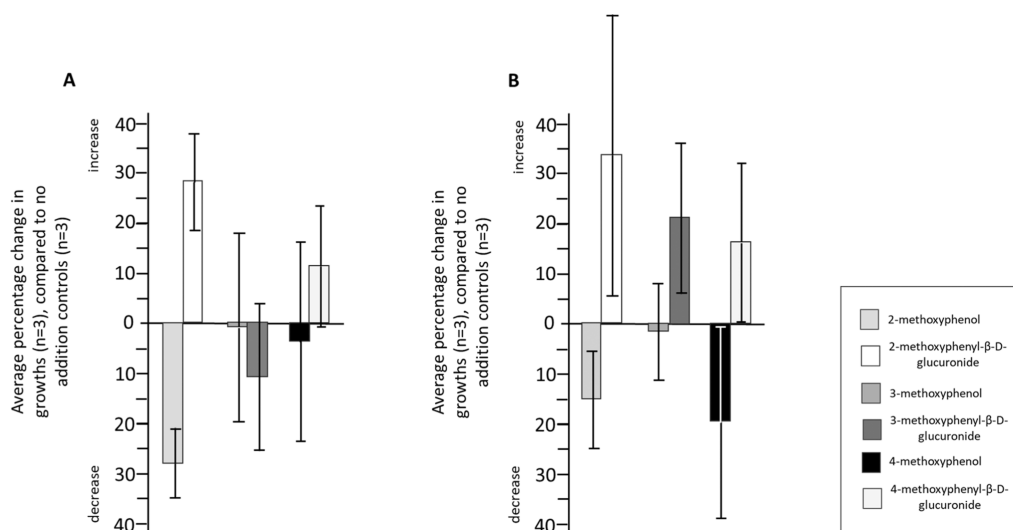 A
increase
40
30
20
10
0
10
20
30
40
decrease
Average percentage change in
growths (n=3), compared to no
addition controls (n=3)
B
increase
40
30
20
10
0
10
20
30
40
decrease
Average percentage change in
growths (n=3), compared to no
addition controls (n=3)
2-methoxyphenol
2-methoxyphenyl-β-D-
glucuronide
3-methoxyphenol
3-methoxyphenyl-β-D-
glucuronide
4-methoxyphenol
4-methoxyphenyl-β-D-
glucuronide